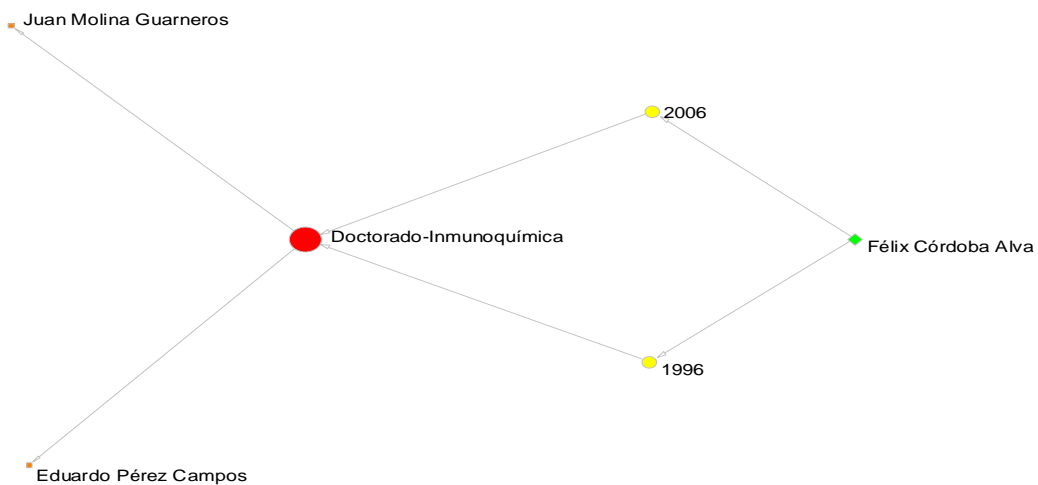 Juan Molina Guarneros
2006
Doctorado-Inmunoquímica
Félix Córdoba Alva
1996
Eduardo Pérez Campos